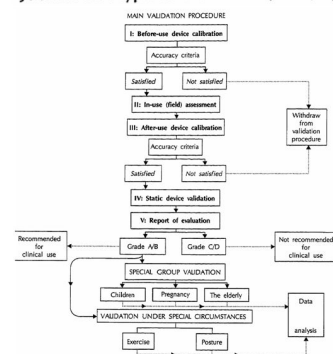 MAIN VALIDATION PROCEDURE
I: Before-use device calibration
Accuracy criteria
Satisfied
Not satisfied
II: In-use (field) assessment
III: After-use device calibration
Withdraw
from
validation
procedure
Accuracy criteria
Satisfied
Not satisfied
IV: Static device validation
V: Report of evaluation
Recommended
for
clinical use
Grade A/B
Grade C/D
Not recommended
for
clinical use
SPECIAL GROUP VALIDATION
Children
Pregnancy
The elderly
Data
analysis
VALIDATION UNDER SPECIAL CIRCUMSTANCES
Exercise
Posture